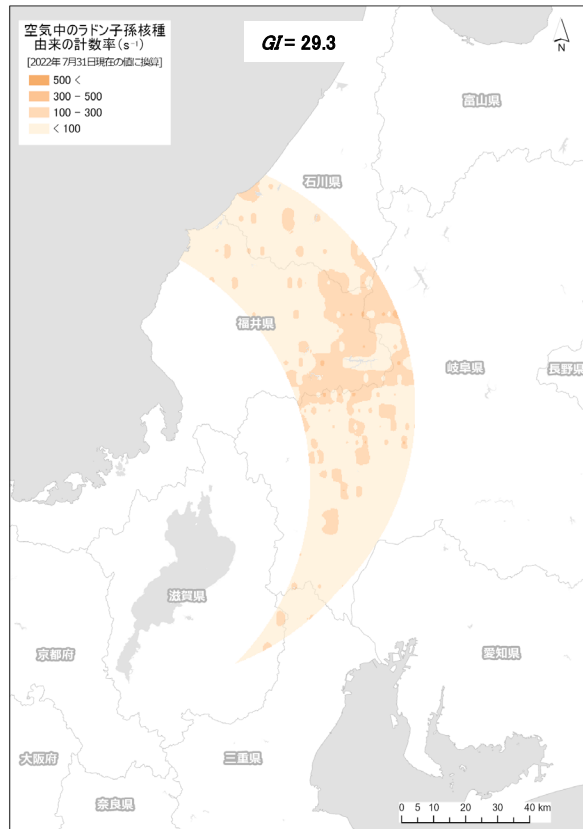 空気中のラドン子孫核種
由来の計数率(s⁻¹)
[2022年 7月31日現在の値に換算]
500 <
300 - 500
100 - 300
< 100
GI = 29.3
N
富山県
石川県
福井県
岐阜県
長野県
滋賀県
京都府
愛知県
大阪府
三重県
奈良県
0 5 10 20 30 40 km